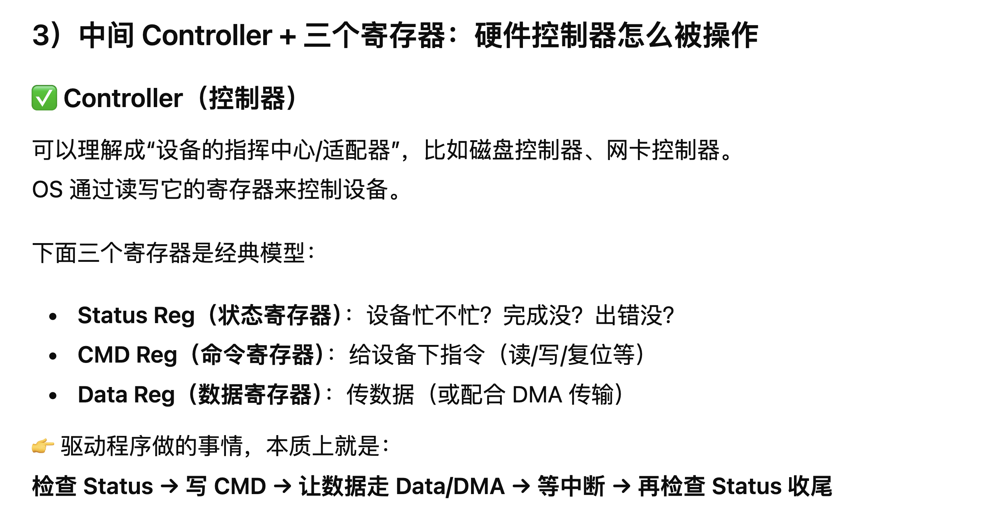 3）中间 Controller + 三个寄存器：硬件控制器怎么被操作
✅ Controller（控制器）
可以理解成“设备的指挥中心/适配器”，比如磁盘控制器、网卡控制器。
OS 通过读写它的寄存器来控制设备。
下面三个寄存器是经典模型：
• Status Reg（状态寄存器）：设备忙不忙？完成没？出错没？
• CMD Reg（命令寄存器）：给设备下指令（读/写/复位等）
• Data Reg（数据寄存器）：传数据（或配合 DMA 传输）
👉 驱动程序做的事情，本质上就是：
检查 Status → 写 CMD → 让数据走 Data/DMA → 等中断 → 再检查 Status 收尾